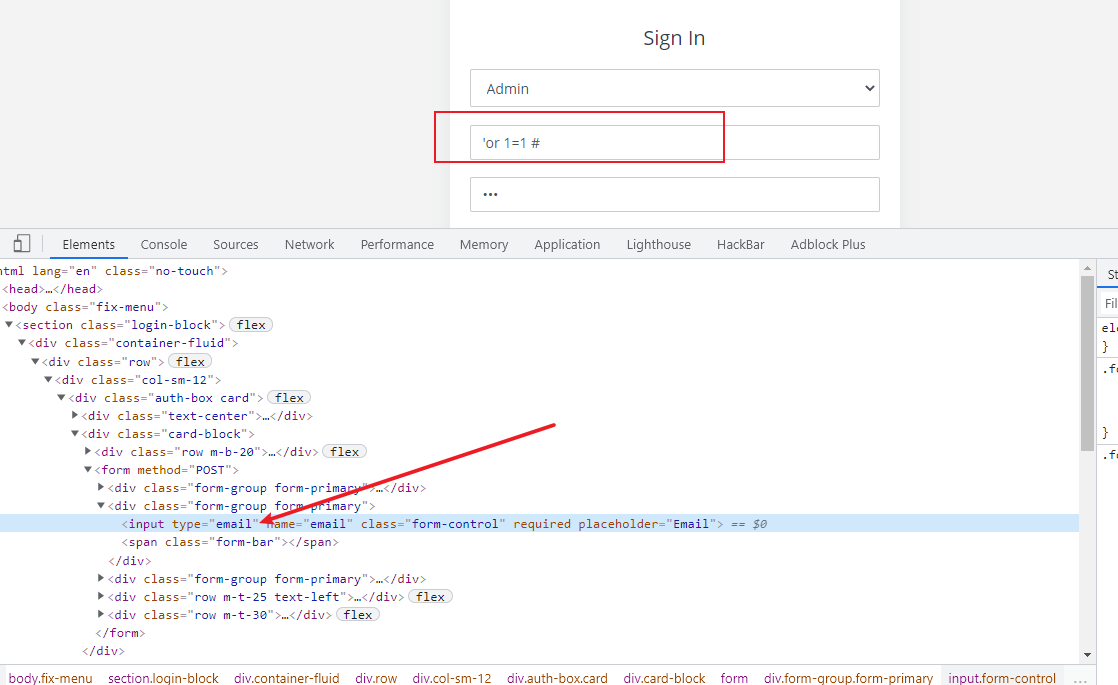 Sign In
Admin
'or 1=1 #
•••
Elements Console Sources Network Performance Memory Application Lighthouse HackBar Adblock Plus
html lang="en" class="no-touch">
<head>…</head>
<body class="fix-menu">
<section class="login-block"> flex
<div class="container-fluid">
<div class="row"> flex
<div class="col-sm-12">
<div class="auth-box card"> flex
<div class="text-center">…</div>
<div class="card-block">
<div class="row m-b-20">…</div> flex
<form method="POST">
<div class="form-group form-primary">…</div>
<div class="form-group form-primary">
<input type="email" name="email" class="form-control" required placeholder="Email"> == $0
<span class="form-bar"></span>
</div>
<div class="form-group form-primary">…</div>
<div class="row m-t-25 text-left">…</div> flex
<div class="row m-t-30">…</div> flex
</form>
</div>
St
Fil
ele
}
.fo
}
.fo
body.fix-menu section.login-block div.container-fluid div.row div.col-sm-12 div.auth-box.card div.card-block form div.form-group.form-primary input.form-control ...